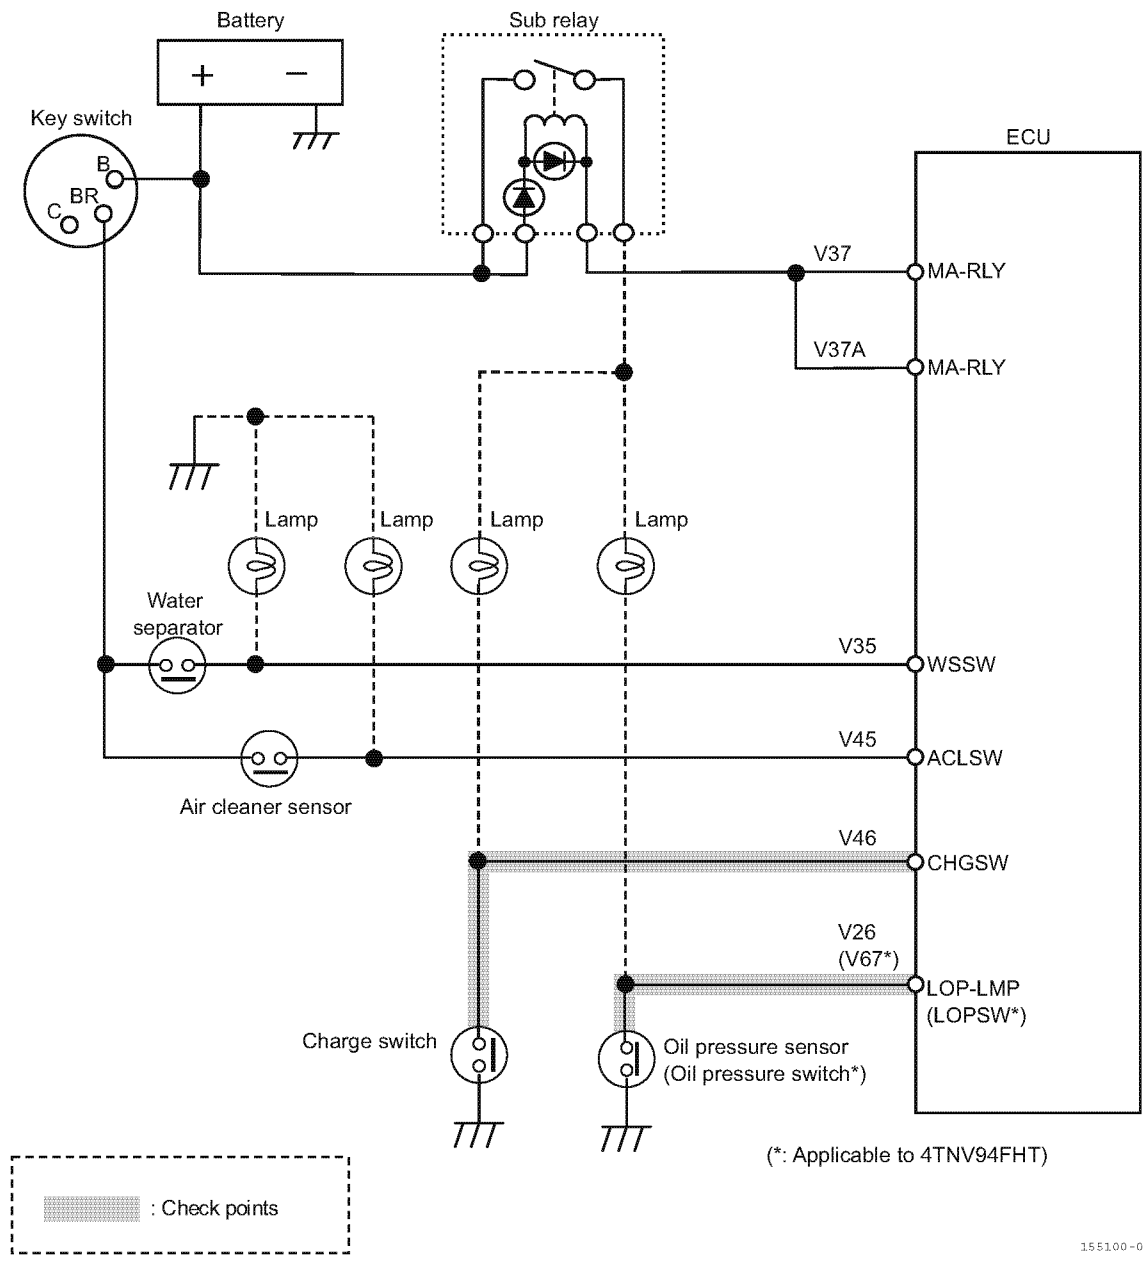 Battery
Sub relay
+
−
Key switch
B
BR
C
ECU
V37
MA-RLY
V37A
MA-RLY
Lamp
Lamp
Lamp
Lamp
Water
separator
V35
WSSW
V45
ACLSW
Air cleaner sensor
V46
CHGSW
V26
(V67*)
LOP-LMP
(LOPSW*)
Charge switch
Oil pressure sensor
(Oil pressure switch*)
(*: Applicable to 4TNV94FHT)
: Check points
155100-0